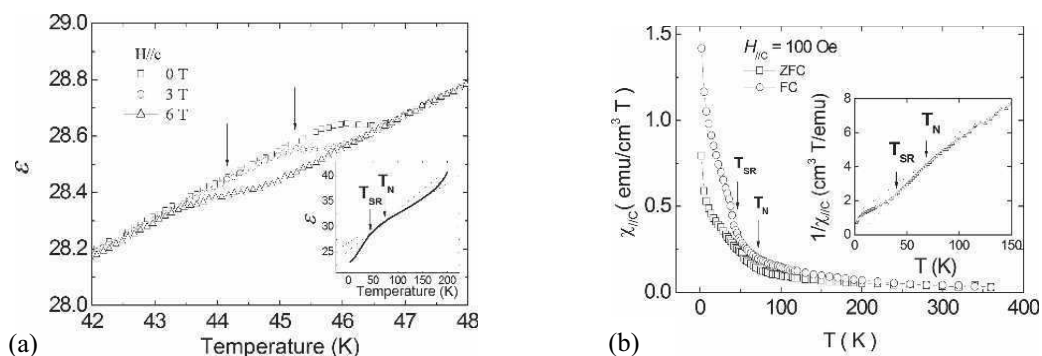 29.0
28.8
28.6
28.4
28.2
28.0
ε
H//c
0 T
3 T
6 T
42 43 44 45 46 47 48
Temperature (K)
40
35
30
25
ε
T_SR
T_N
0 50 100 150 200
Temperature (K)
(a)
1.5
1.0
0.5
0.0
χ//C( emu/cm³ T)
H//C = 100 Oe
ZFC
FC
T_SR
T_N
0 100 200 300 400
T ( K )
8
6
4
2
0
1/χ//C (cm³ T/emu)
T_SR
T_N
0 50 100 150
T (K)
(b)